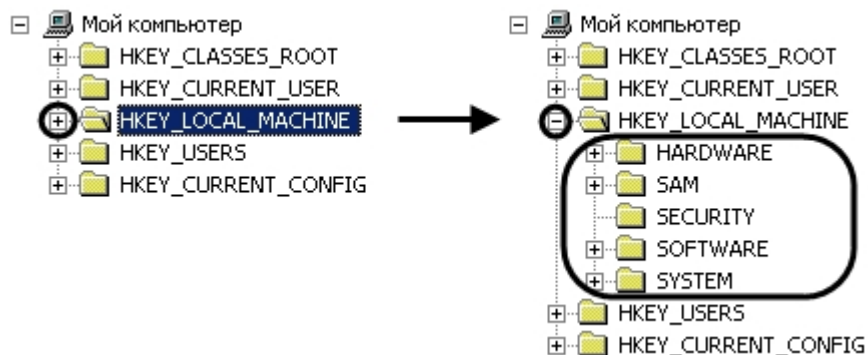 Мой компьютер
HKEY_CLASSES_ROOT
HKEY_CURRENT_USER
HKEY_LOCAL_MACHINE
HKEY_USERS
HKEY_CURRENT_CONFIG
Мой компьютер
HKEY_CLASSES_ROOT
HKEY_CURRENT_USER
HKEY_LOCAL_MACHINE
HARDWARE
SAM
SECURITY
SOFTWARE
SYSTEM
HKEY_USERS
HKEY_CURRENT_CONFIG